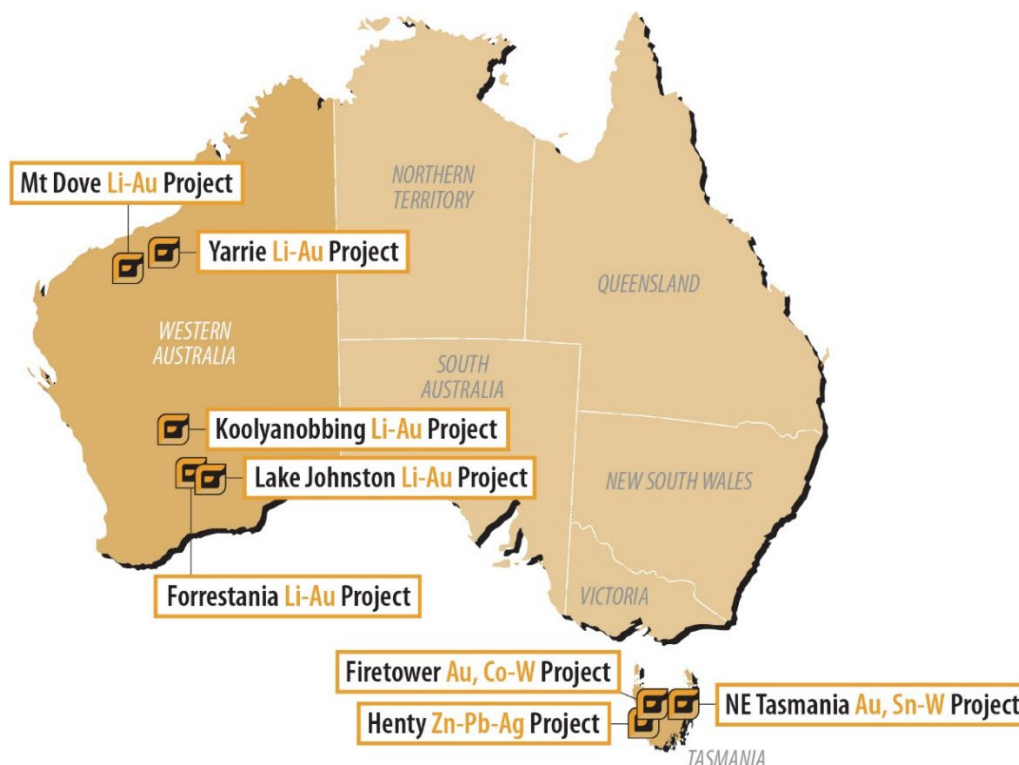 NORTHERN
TERRITORY
Mt Dove Li-Au Project
Yarrie Li-Au Project
QUEENSLAND
WESTERN
AUSTRALIA
SOUTH
AUSTRALIA
Koolyanobbing Li-Au Project
Lake Johnston Li-Au Project
NEW SOUTH WALES
Forrestania Li-Au Project
VICTORIA
Firetower Au, Co-W Project
NE Tasmania Au, Sn-W Project
Henty Zn-Pb-Ag Project
TASMANIA